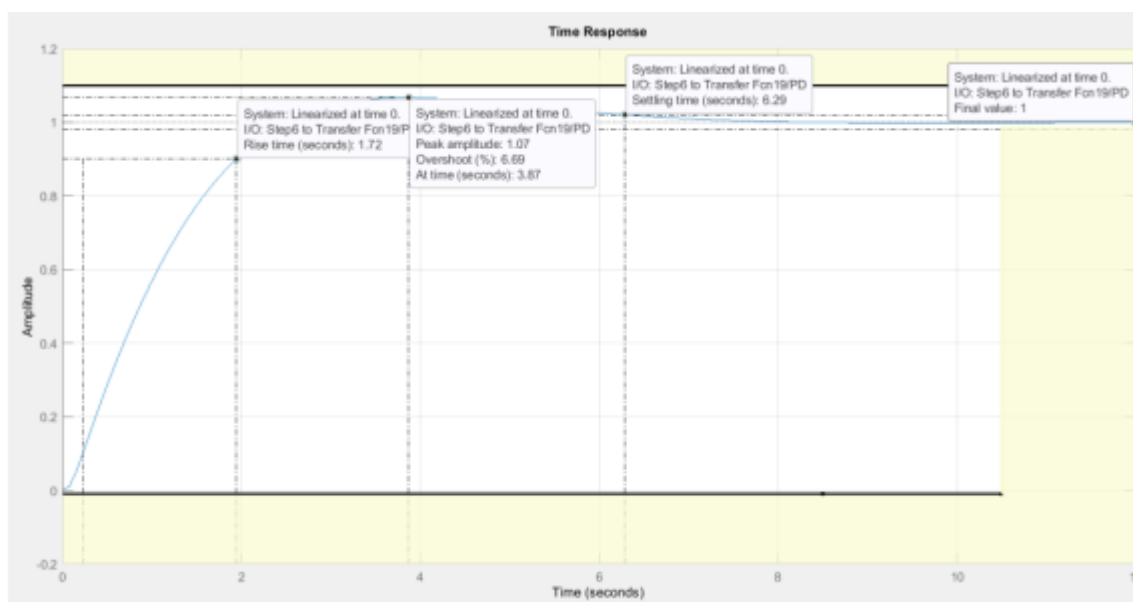 Time Response
1.2
1
0.8
0.6
0.4
0.2
0
-0.2
Amplitude
System: Linearized at time 0.
I/O: Step6 to Transfer Fcn19/P
Rise time (seconds): 1.72
System: Linearized at time 0.
I/O: Step6 to Transfer Fcn19/PD
Peak amplitude: 1.07
Overshoot (%): 6.69
At time (seconds): 3.87
System: Linearized at time 0.
I/O: Step6 to Transfer Fcn19/PD
Settling time (seconds): 6.29
System: Linearized at time 0.
I/O: Step6 to Transfer Fcn19/PD
Final value: 1
0 2 4 6 8 10
Time (seconds)